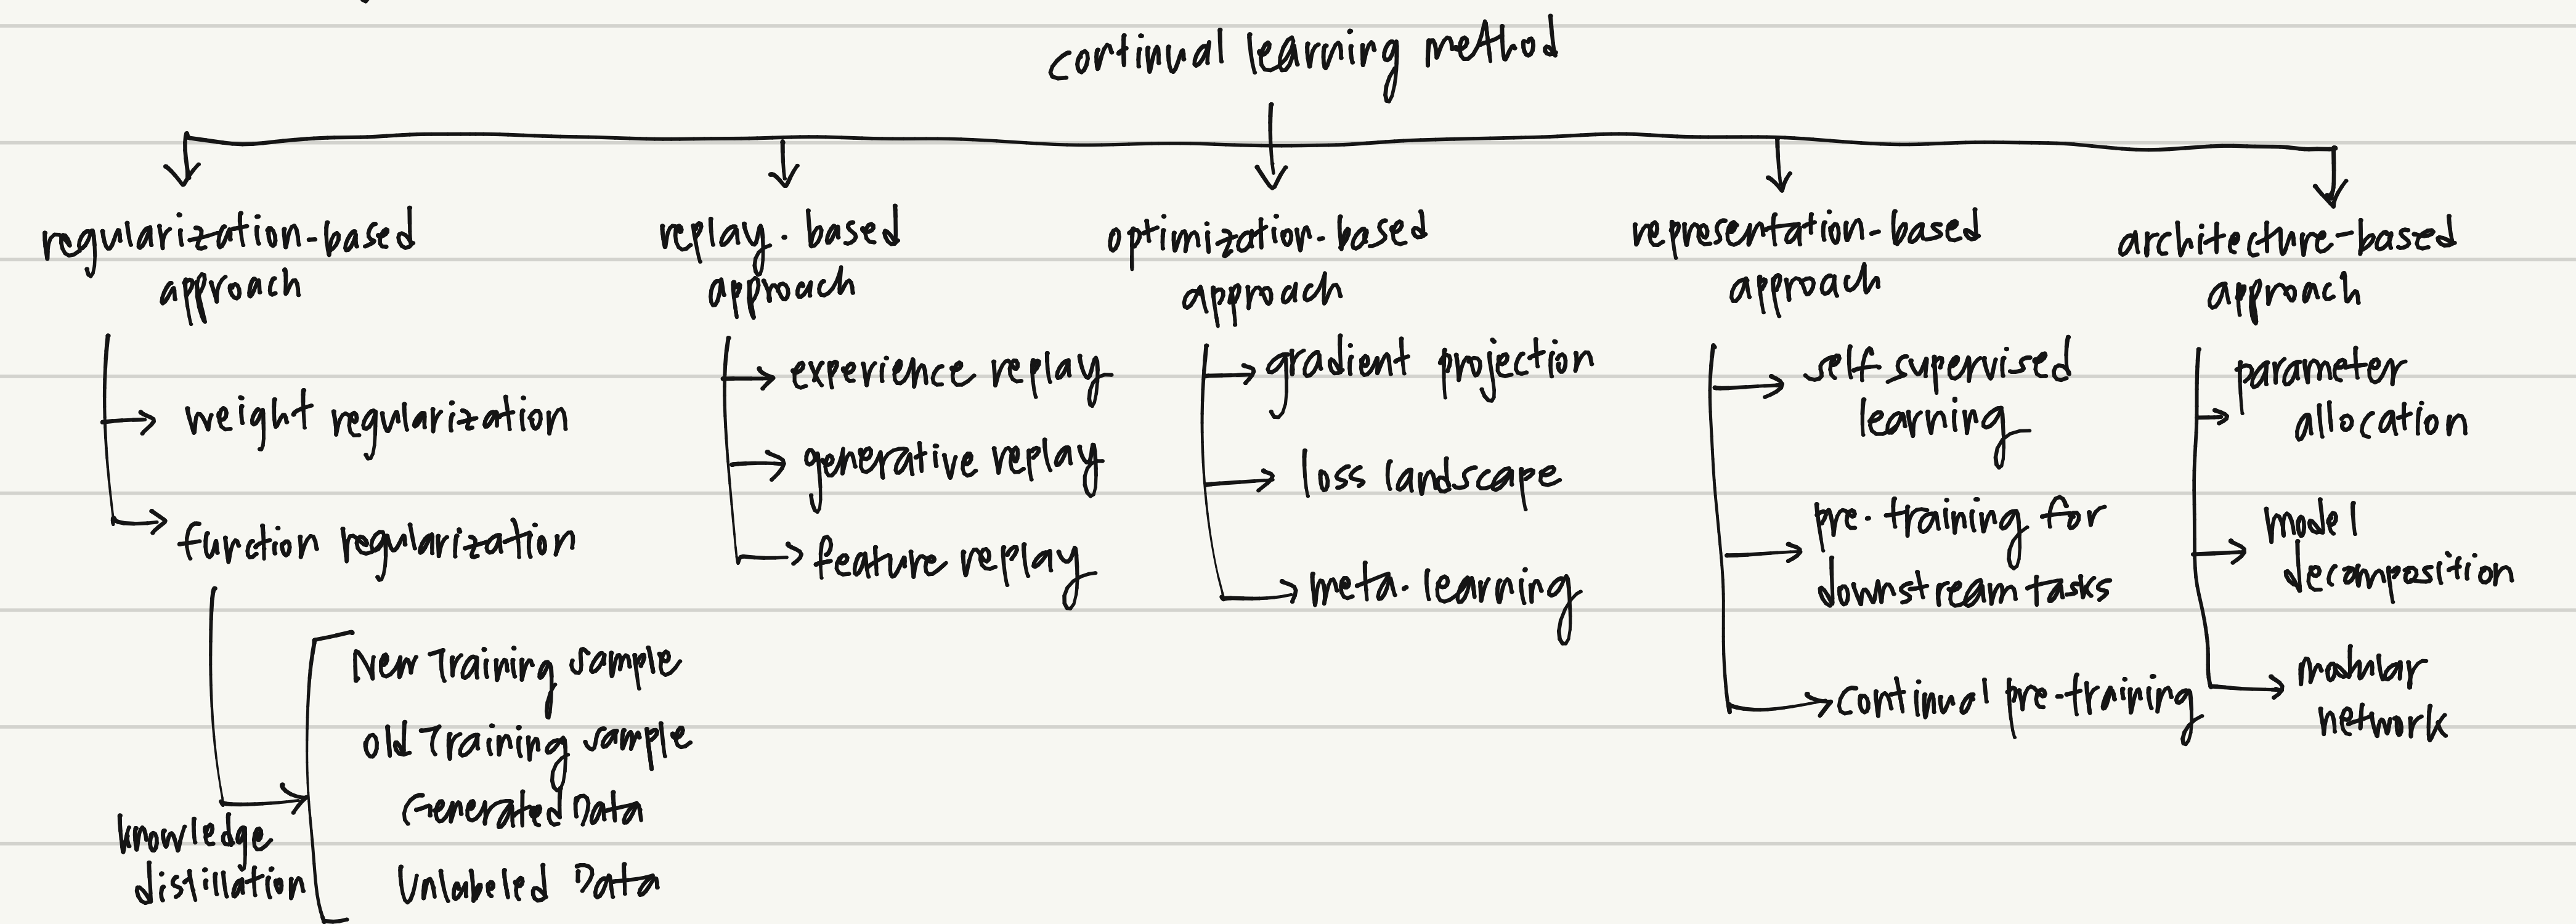 continual learning method
regularization-based
approach
weight regularization
function regularization
knowledge
distillation
New Training sample
old Training sample
Generated Data
Unlabeled Data
replay-based
approach
experience replay
generative replay
feature replay
optimization-based
approach
gradient projection
loss landscape
meta-learning
representation-based
approach
self supervised
learning
pre-training for
downstream tasks
continual pre-training
architecture-based
approach
parameter
allocation
model
decomposition
modular
network